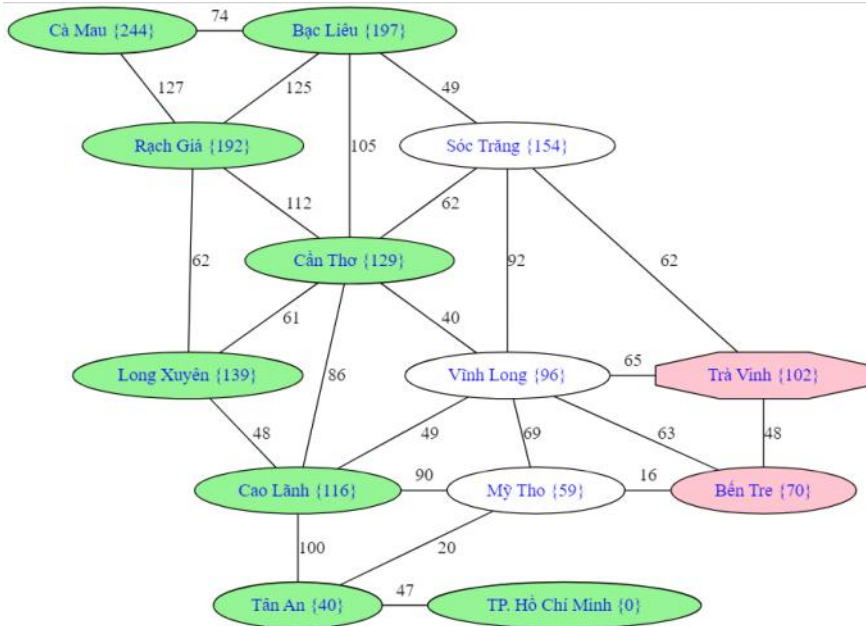 74
Cà Mau {244}
Bạc Liêu {197}
127
125
49
Rạch Giá {192}
105
Sóc Trăng {154}
112
62
Cần Thơ {129}
62
92
62
61
40
86
65
Long Xuyên {139}
Vĩnh Long {96}
Trà Vinh {102}
48
49
69
63
48
90
16
Cao Lãnh {116}
Mỹ Tho {59}
Bến Tre {70}
100
20
47
Tân An {40}
TP. Hồ Chí Minh {0}